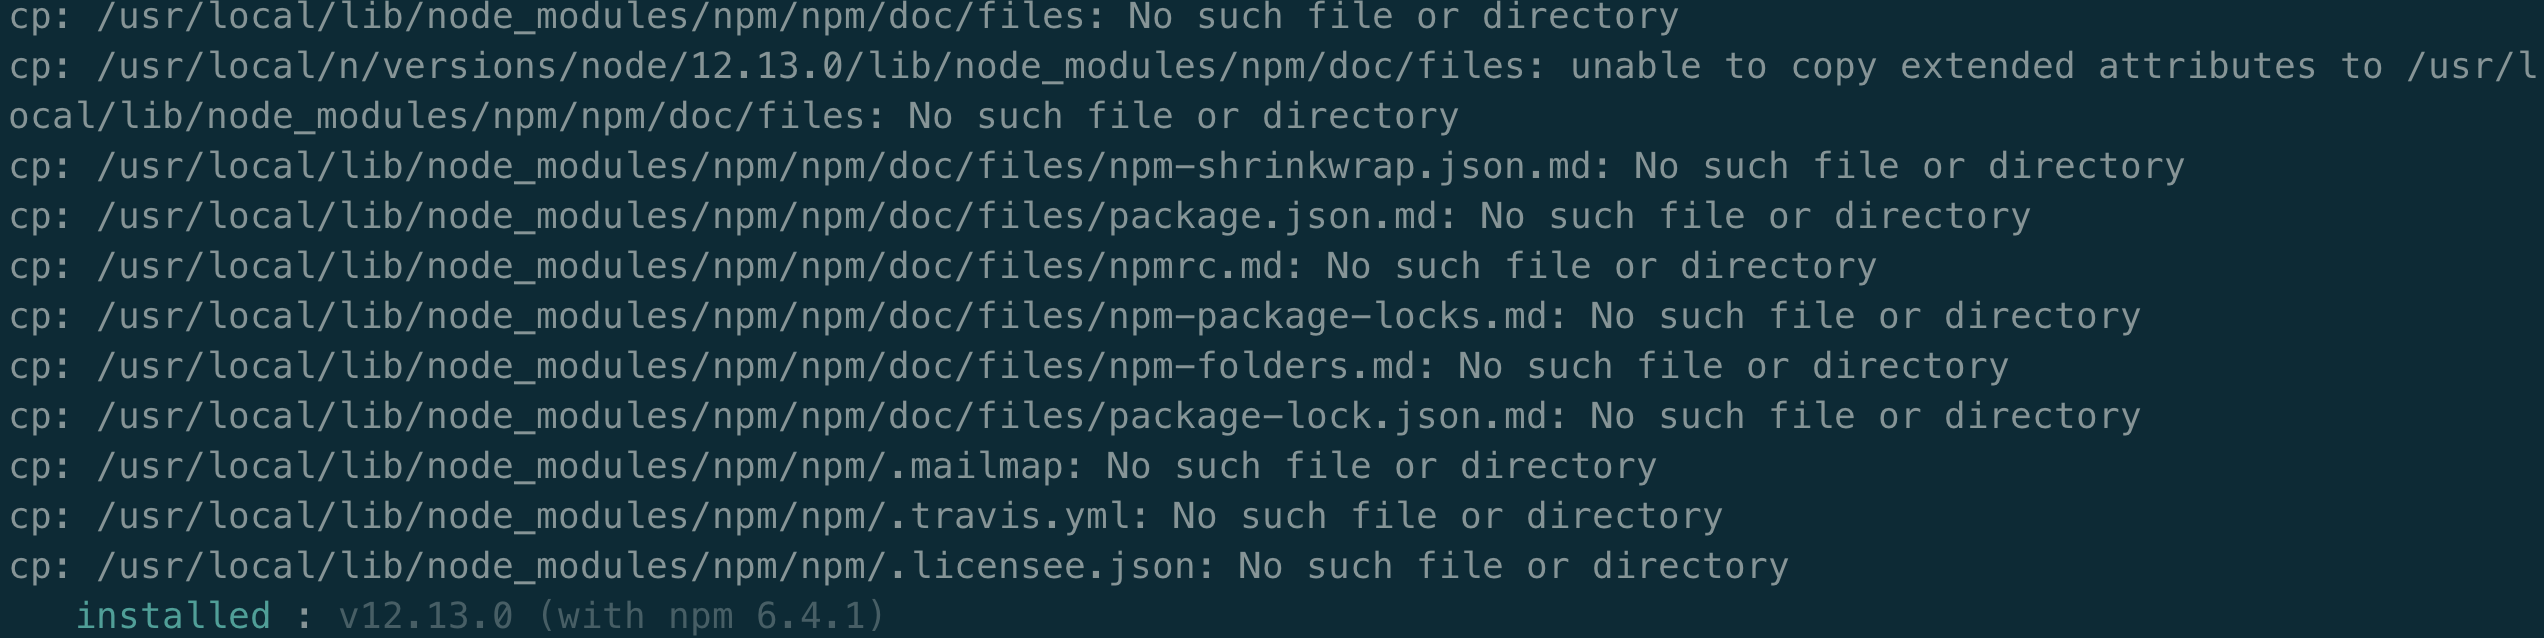 cp: /usr/local/lib/node_modules/npm/npm/doc/files: No such file or directory
cp: /usr/local/n/versions/node/12.13.0/lib/node_modules/npm/doc/files: unable to copy extended attributes to /usr/l
ocal/lib/node_modules/npm/npm/doc/files: No such file or directory
cp: /usr/local/lib/node_modules/npm/npm/doc/files/npm-shrinkwrap.json.md: No such file or directory
cp: /usr/local/lib/node_modules/npm/npm/doc/files/package.json.md: No such file or directory
cp: /usr/local/lib/node_modules/npm/npm/doc/files/npmrc.md: No such file or directory
cp: /usr/local/lib/node_modules/npm/npm/doc/files/npm-package-locks.md: No such file or directory
cp: /usr/local/lib/node_modules/npm/npm/doc/files/npm-folders.md: No such file or directory
cp: /usr/local/lib/node_modules/npm/npm/doc/files/package-lock.json.md: No such file or directory
cp: /usr/local/lib/node_modules/npm/npm/.mailmap: No such file or directory
cp: /usr/local/lib/node_modules/npm/npm/.travis.yml: No such file or directory
cp: /usr/local/lib/node_modules/npm/npm/.licensee.json: No such file or directory
installed : v12.13.0 (with npm 6.4.1)